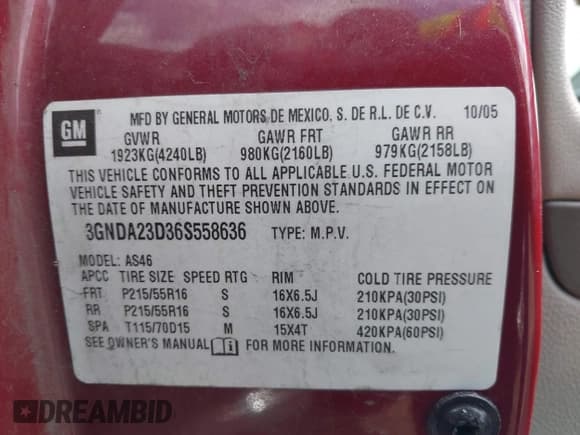 GM
MFD BY GENERAL MOTORS DE MEXICO, S. DE R.L. DE C.V. 10/05
GVWR GAWR FRT GAWR RR
1923KG(4240LB) 980KG(2160LB) 979KG(2158LB)
THIS VEHICLE CONFORMS TO ALL APPLICABLE U.S. FEDERAL MOTOR
VEHICLE SAFETY AND THEFT PREVENTION STANDARDS IN EFFECT ON
THE DATE OF MANUFACTURE SHOWN ABOVE.
3GNDA23D36S558636 TYPE: M.P.V.
MODEL: AS46
APCC TIRE SIZE SPEED RTG RIM COLD TIRE PRESSURE
FRT P215/55R16 S 16X6.5J 210KPA(30PSI)
RR P215/55R16 S 16X6.5J 210KPA(30PSI)
SPA T115/70D15 M 15X4T 420KPA(60PSI)
SEE OWNER'S MANUAL i FOR MORE INFORMATION.
DREAMBID